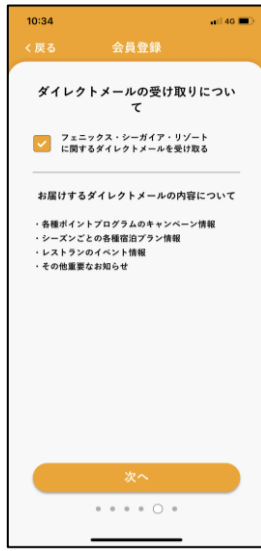 10:34
4G
＜戻る
会員登録
ダイレクトメールの受け取りについ
て
フェニックス・シーガイア・リゾート
に関するダイレクトメールを受け取る
お届けするダイレクトメールの内容について
・各種ポイントプログラムのキャンペーン情報
・シーズンごとの各種宿泊プラン情報
・レストランのイベント情報
・その他重要なお知らせ
次へ